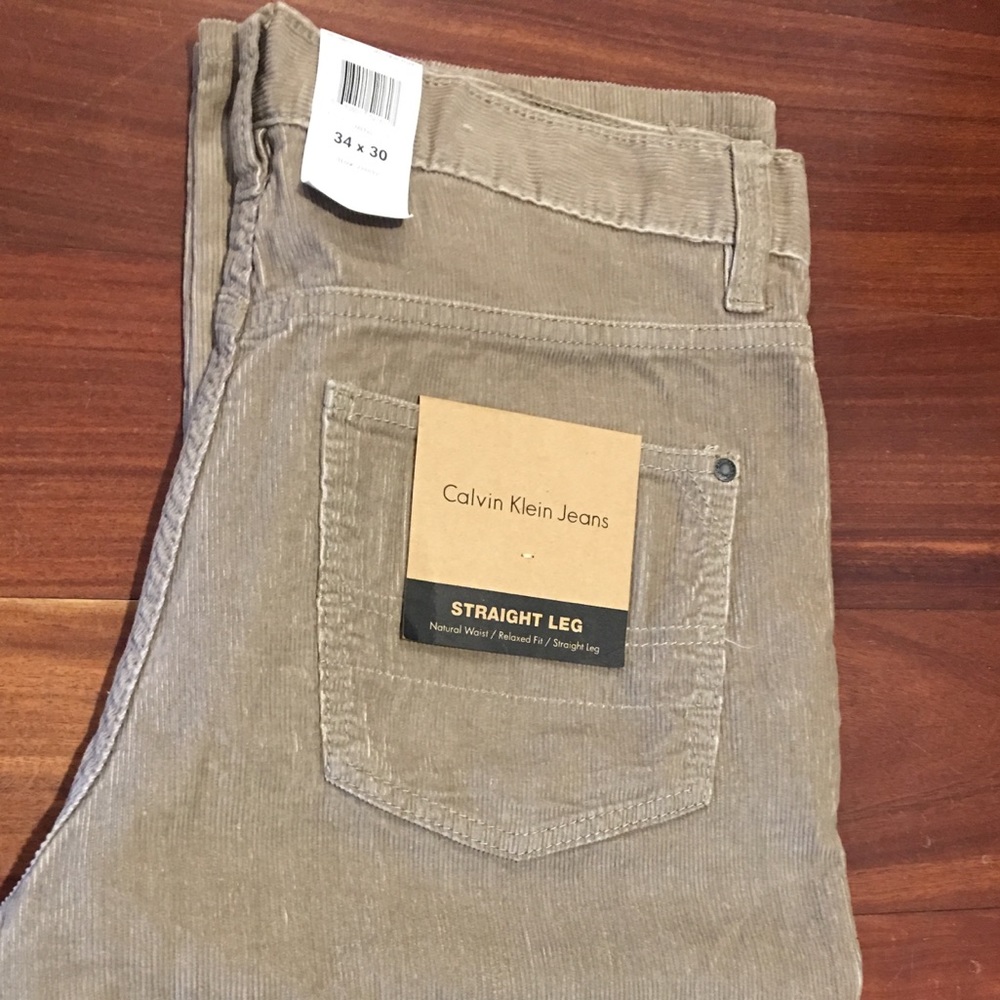 34 x 30
Calvin Klein Jeans
STRAIGHT LEG
Natural Waist / Relaxed Fit / Straight Leg